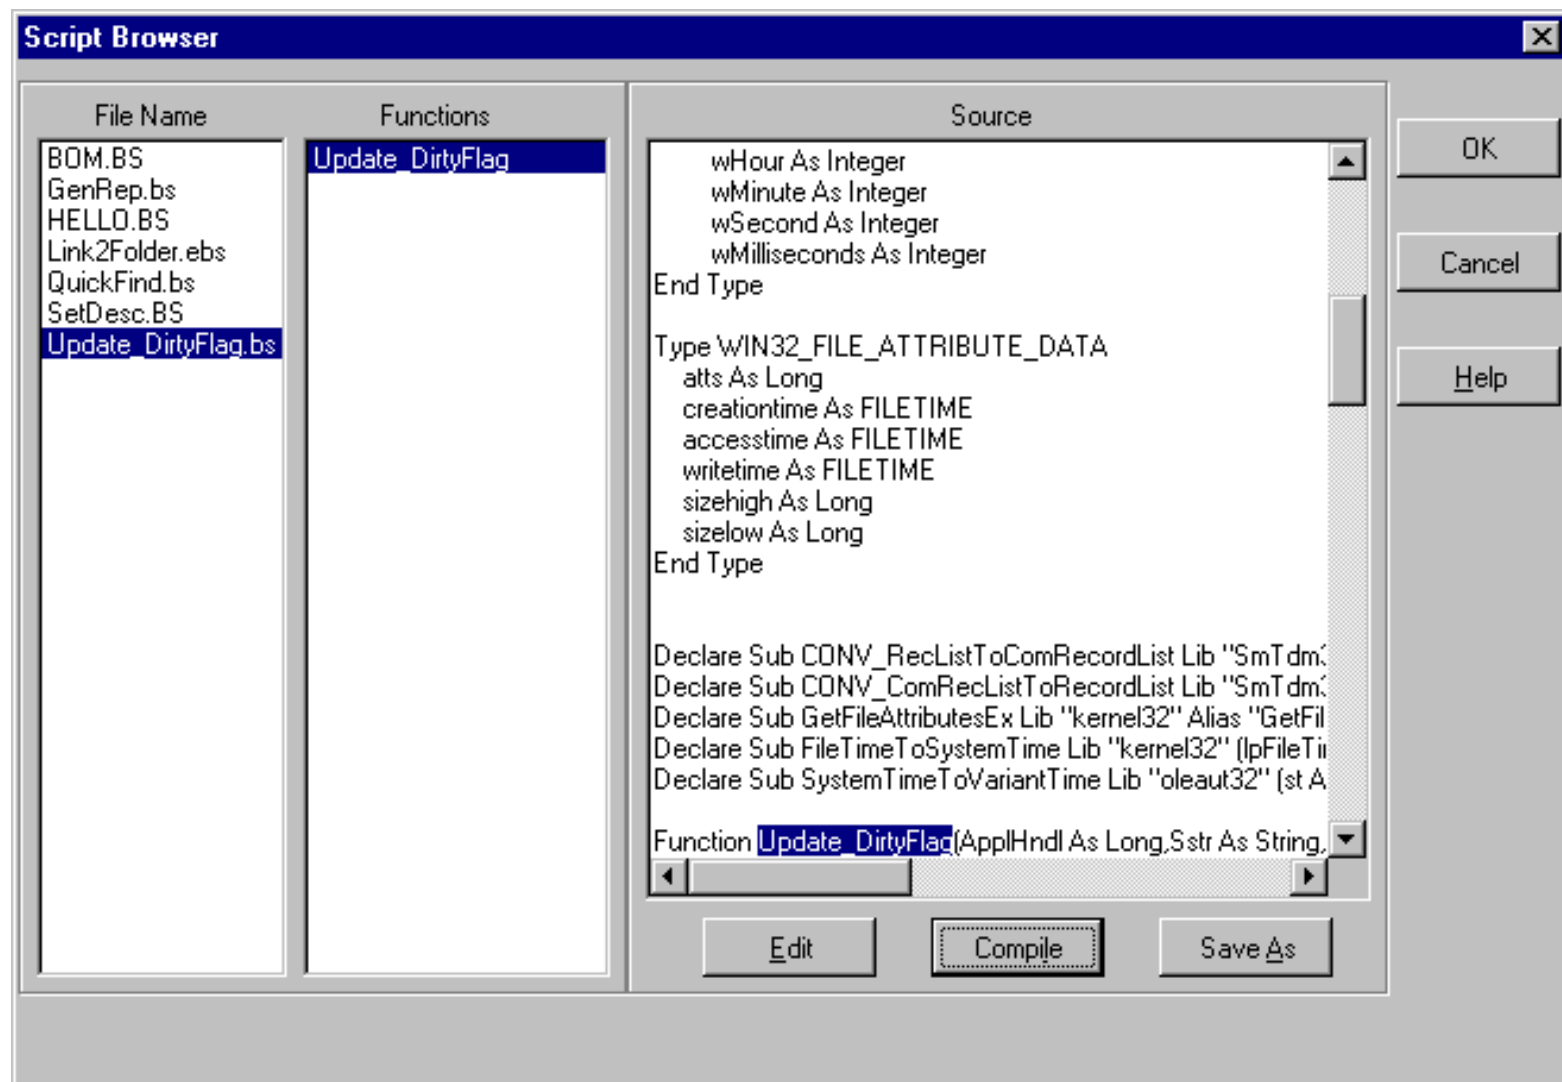 Script Browser
File Name
Functions
Source
BOM.BS
GenRep.bs
HELLO.BS
Link2Folder.ebs
QuickFind.bs
SetDesc.BS
Update_DirtyFlag.bs
Update_DirtyFlag
wHour As Integer
wMinute As Integer
wSecond As Integer
wMilliseconds As Integer
End Type
Type WIN32_FILE_ATTRIBUTE_DATA
atts As Long
creationtime As FILETIME
accesstime As FILETIME
writetime As FILETIME
sizehigh As Long
sizelow As Long
End Type
Declare Sub CONV_RecListToComRecordList Lib "SmTdm
Declare Sub CONV_ComRecListToRecordList Lib "SmTdm
Declare Sub GetFileAttributesEx Lib "kernel32" Alias "GetFil
Declare Sub FileTimeToSystemTime Lib "kernel32" (lpFileTi
Declare Sub SystemTimeToVariantTime Lib "oleaut32" (st A
Function Update_DirtyFlag(ApplHndl As Long,Sstr As String,
Edit
Compile
Save As
OK
Cancel
Help